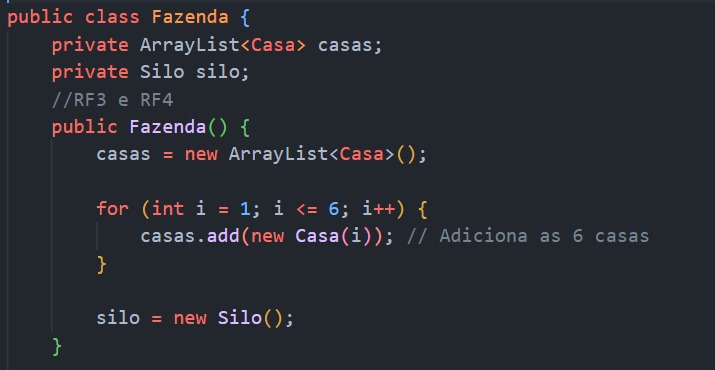 public class Fazenda {
    private ArrayList<Casa> casas;
    private Silo silo;
    //RF3 e RF4
    public Fazenda() {
        casas = new ArrayList<Casa>();

        for (int i = 1; i <= 6; i++) {
            casas.add(new Casa(i)); // Adiciona as 6 casas
        }

        silo = new Silo();
    }